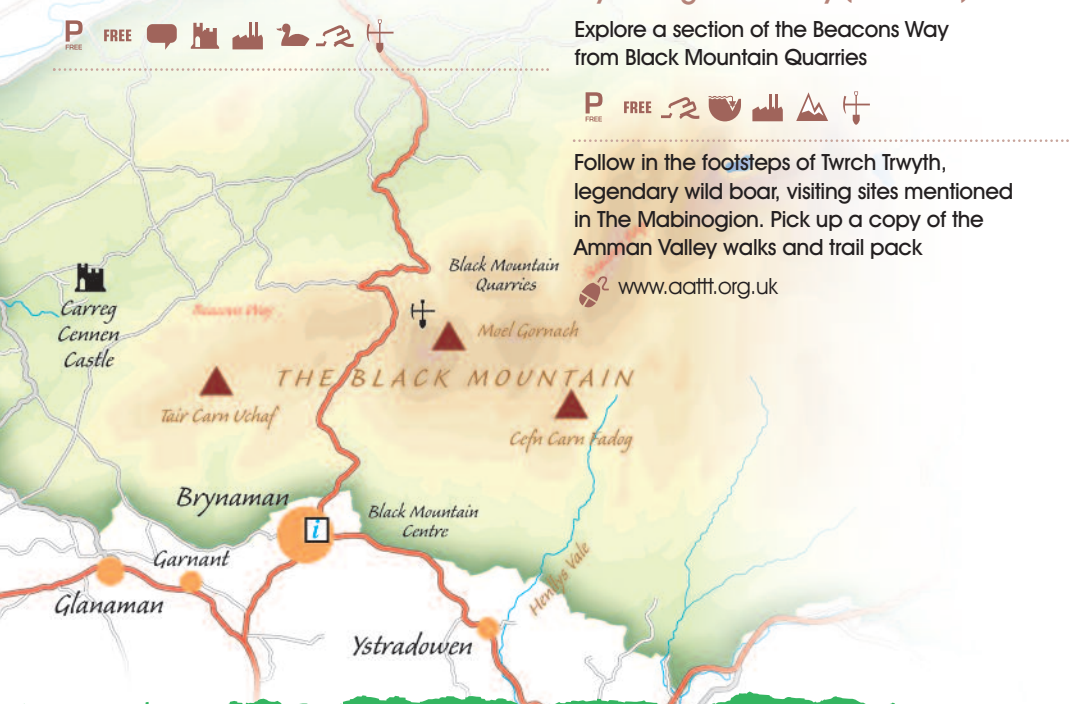 P
FREE
FREE
Explore a section of the Beacons Way
from Black Mountain Quarries
P
FREE
FREE
Follow in the footsteps of Twrch Trwyth,
legendary wild boar, visiting sites mentioned
in The Mabinogion. Pick up a copy of the
Amman Valley walks and trail pack
www.aattt.org.uk
Black Mountain
Quarries
Carreg
Cennen
Castle
Beacons Way
Moel Gornach
THE BLACK MOUNTAIN
Tair Carn Uchaf
Cefn Carn Fadog
Brynaman
i
Black Mountain
Centre
Garnant
Glanaman
Henllys Vale
Ystradowen